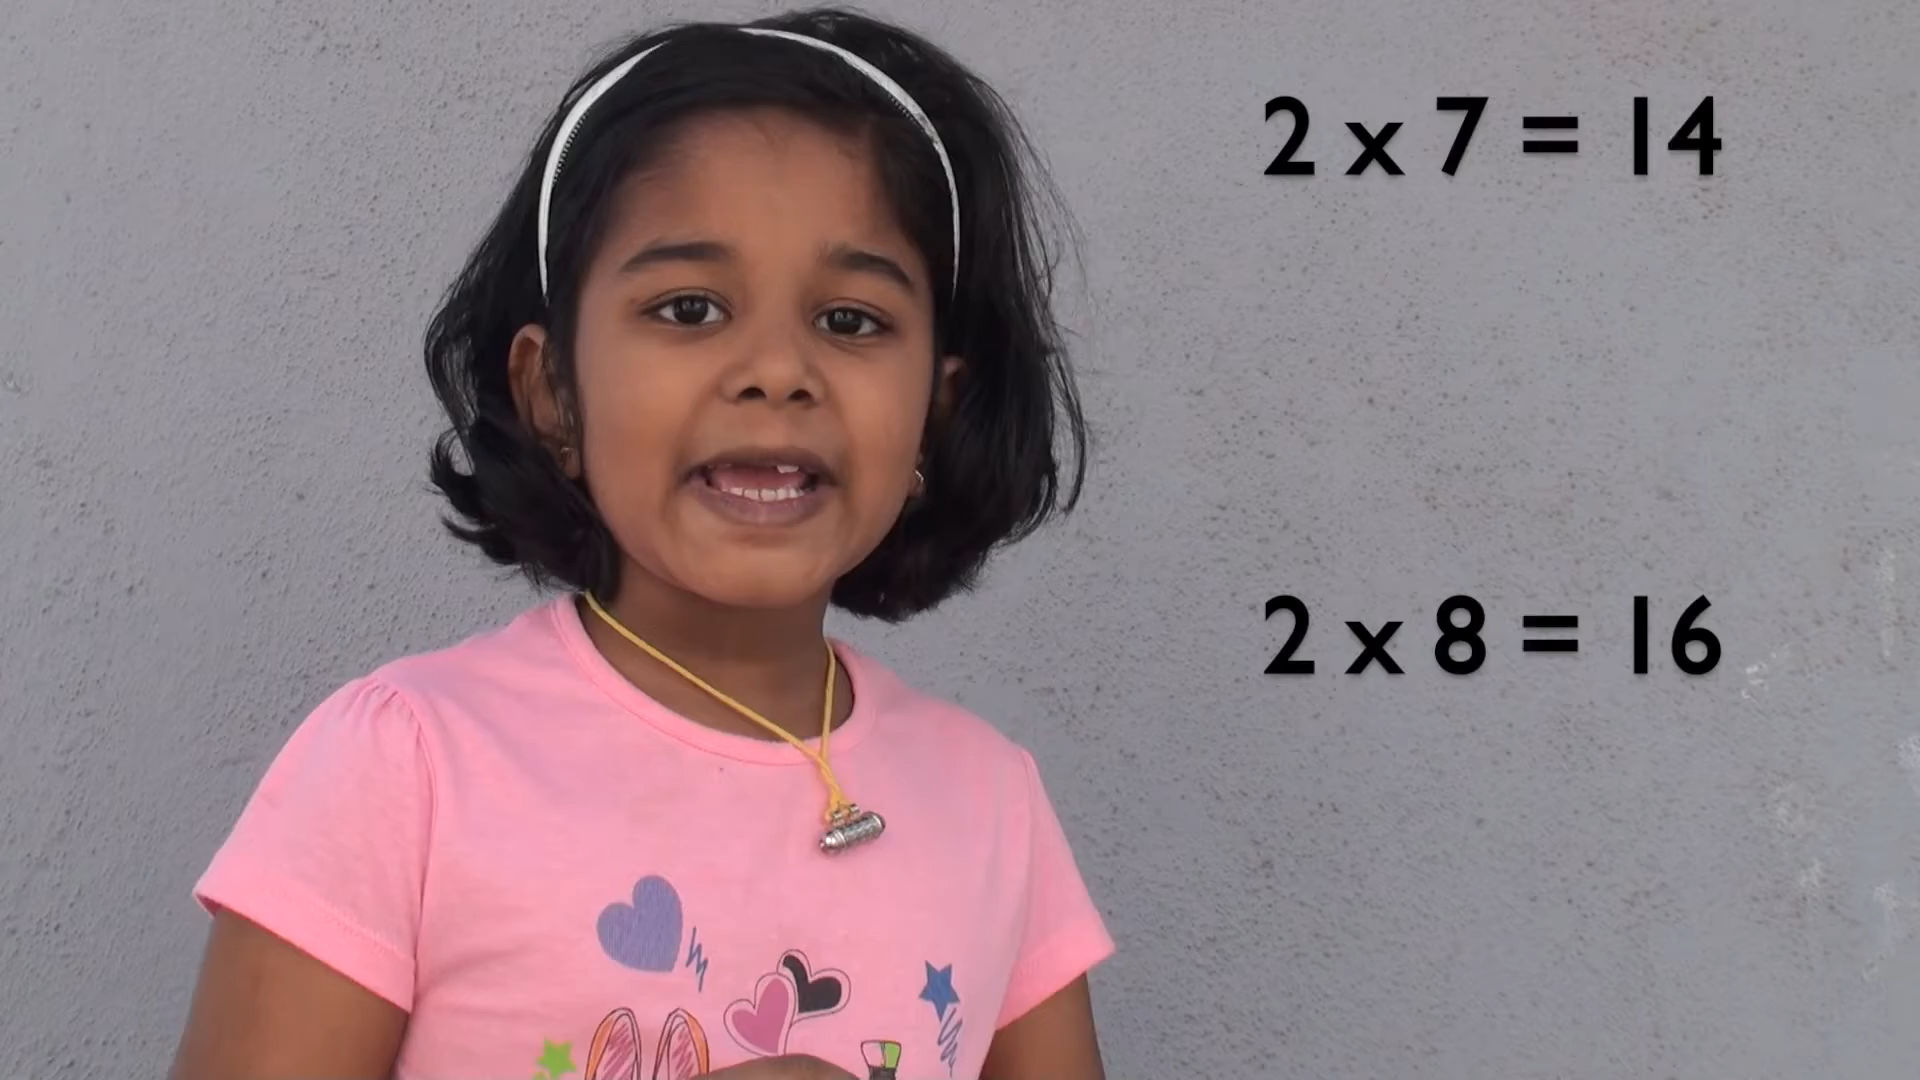 2 x 7 = 14
2 x 8 = 16